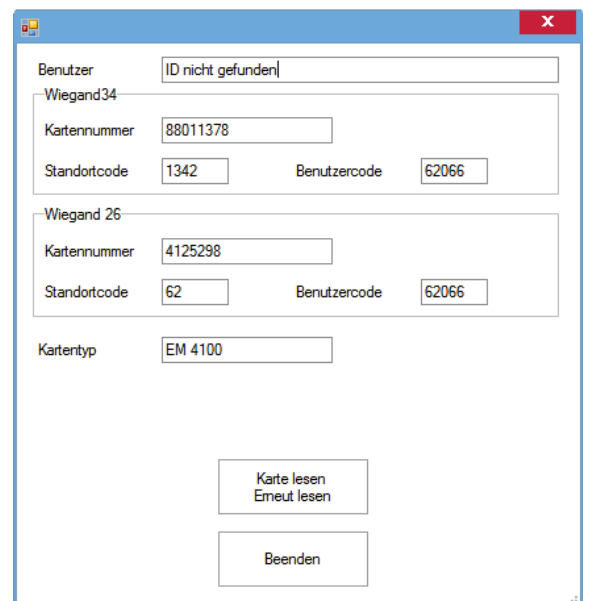 X
Benutzer ID nicht gefunden
Wiegand34
Kartennummer 88011378
Standortcode 1342 Benutzercode 62066
Wiegand 26
Kartennummer 4125298
Standortcode 62 Benutzercode 62066
Kartentyp EM 4100
Karte lesen
Erneut lesen
Beenden